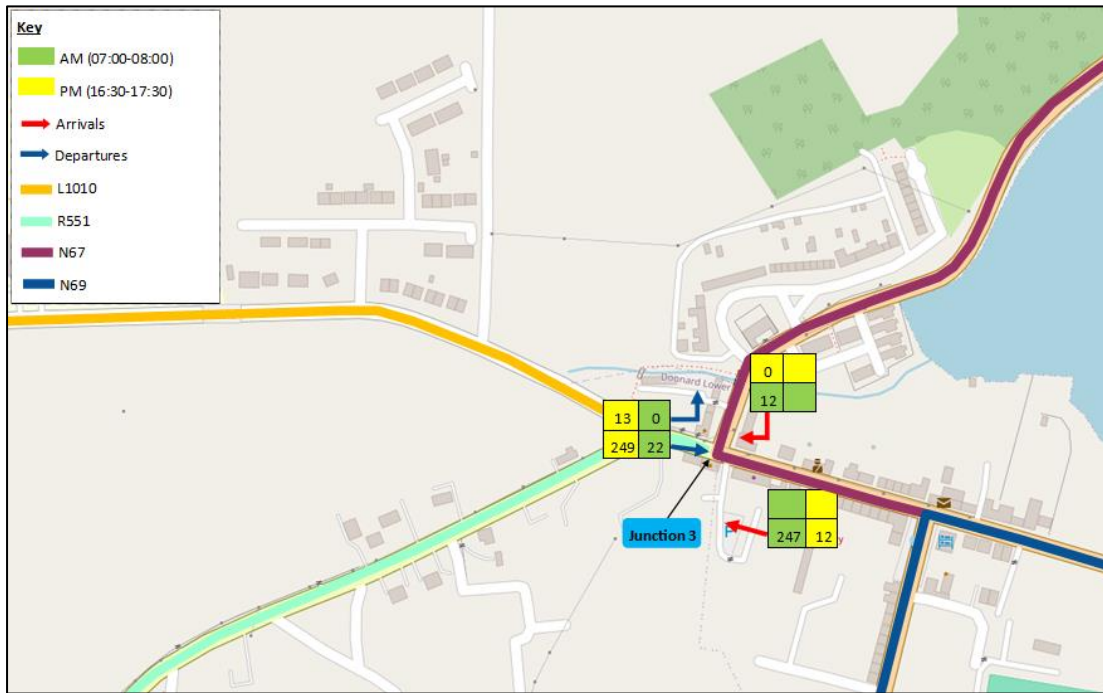 Key
AM (07:00-08:00)
PM (16:30-17:30)
Arrivals
Departures
L1010
R551
N67
N69
0
12
Doonard Lower
13 0
249 22
Junction 3
247 12
P